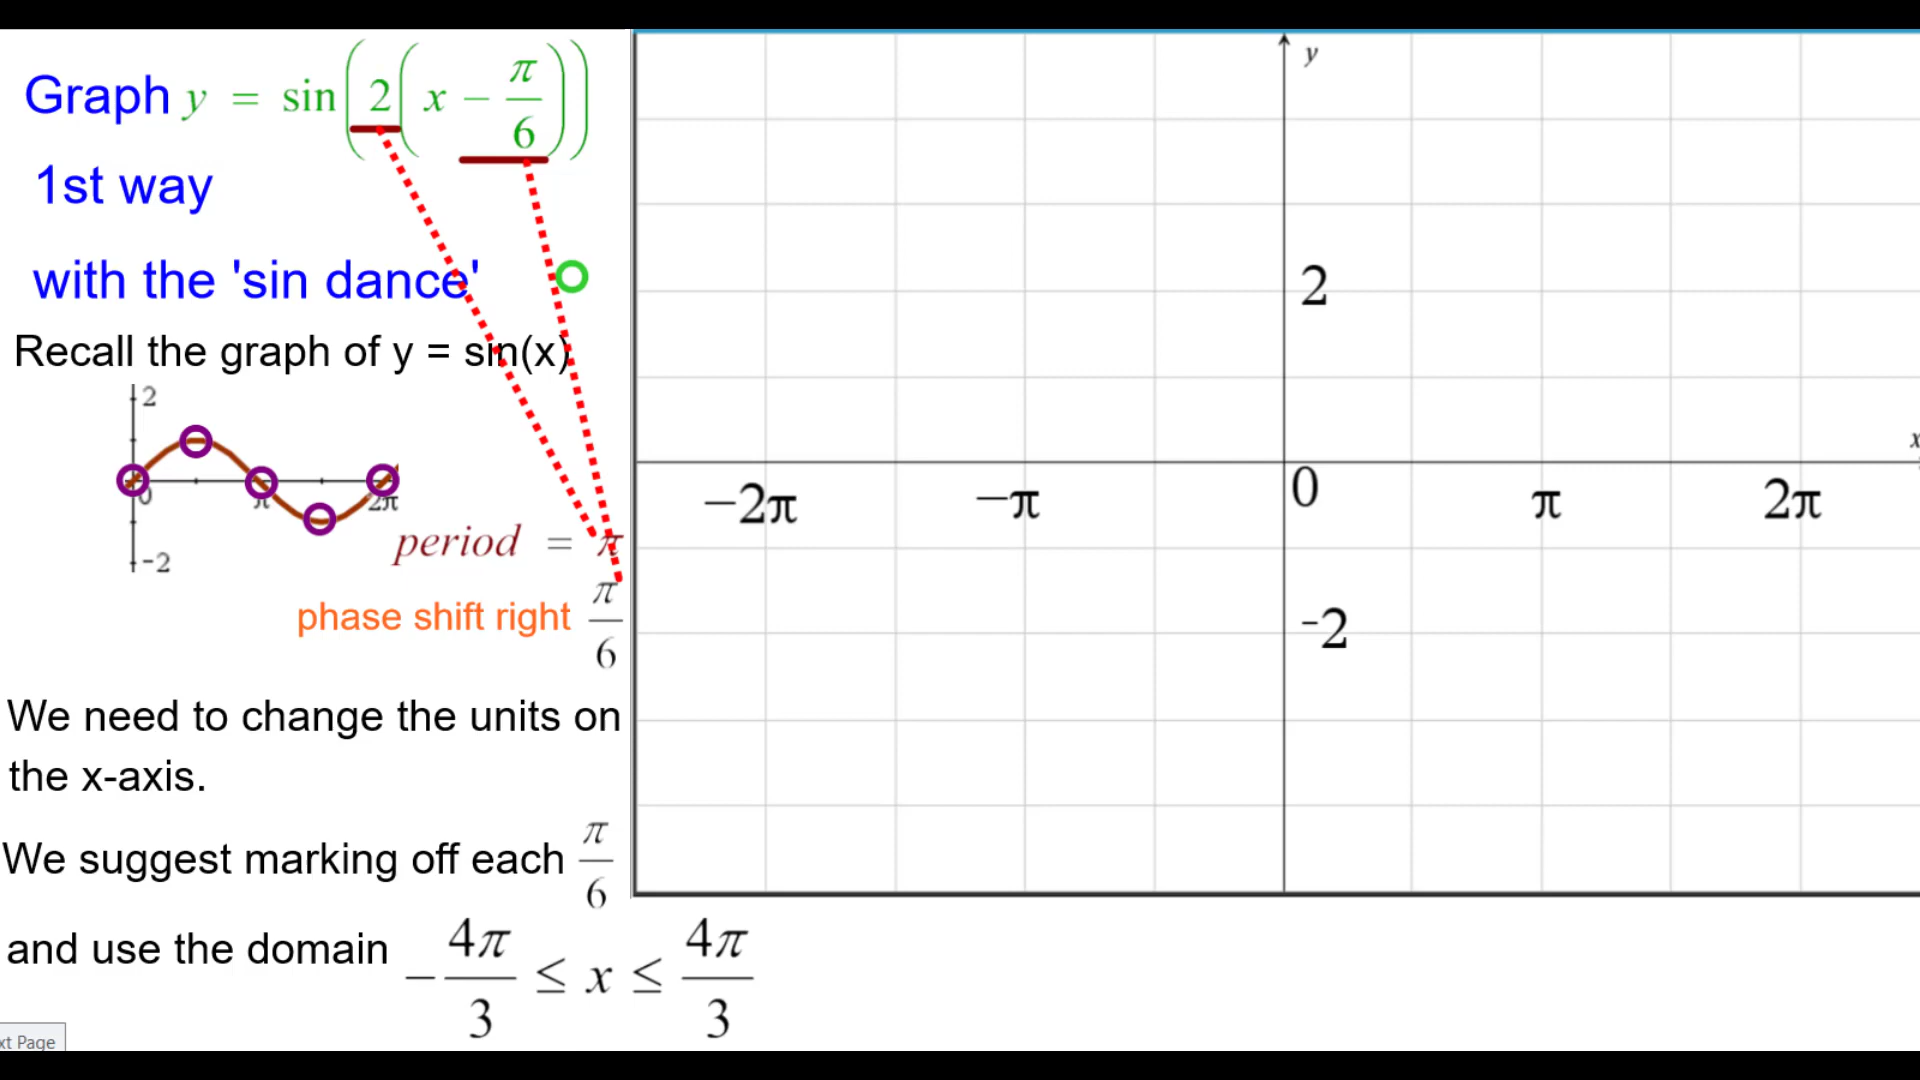 Graph y = sin(2(x − π/6))
1st way
with the 'sin dance'
Recall the graph of y = sin(x)
2
0 π 2π
-2
period = π
phase shift right π/6
We need to change the units on
the x-axis.
We suggest marking off each π/6
and use the domain −4π/3 ≤ x ≤ 4π/3
xt Page
y
2
x
−2π −π 0 π 2π
-2